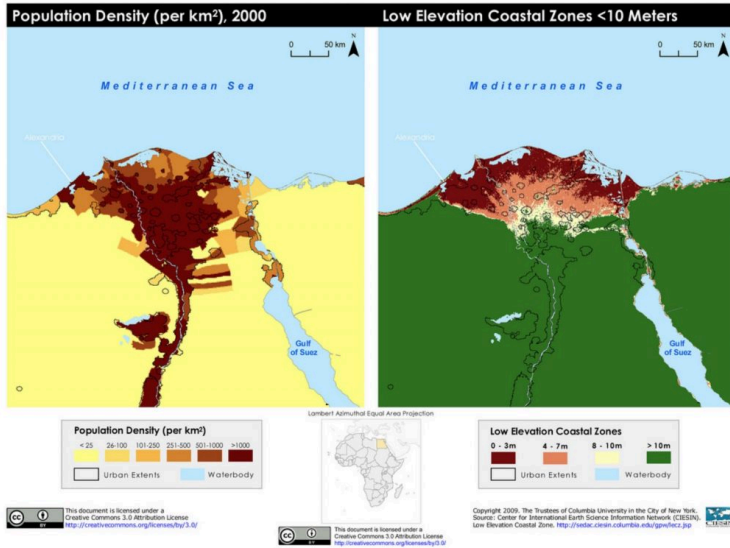 Population Density (per km²), 2000
Low Elevation Coastal Zones <10 Meters
N
0 50 km
N
0 50 km
Mediterranean Sea
Mediterranean Sea
Alexandria
Alexandria
Gulf
of Suez
Gulf
of Suez
Lambert Azimuthal Equal Area Projection
Population Density (per km²)
< 25 26-100 101-250 251-500 501-1000 >1000
Urban Extents Waterbody
Low Elevation Coastal Zones
0 - 3m 4 - 7m 8 - 10m > 10m
Urban Extents Waterbody
cc BY
This document is licensed under a
Creative Commons 3.0 Attribution License
http://creativecommons.org/licenses/by/3.0/
cc BY
This document is licensed under a
Creative Commons 3.0 Attribution License
http://creativecommons.org/licenses/by/3.0/
Copyright 2009. The Trustees of Columbia University in the City of New York.
Source: Center for International Earth Science Information Network (CIESIN).
Low Elevation Coastal Zone. http://sedac.ciesin.columbia.edu/gpw/lecz.jsp
CIESIN